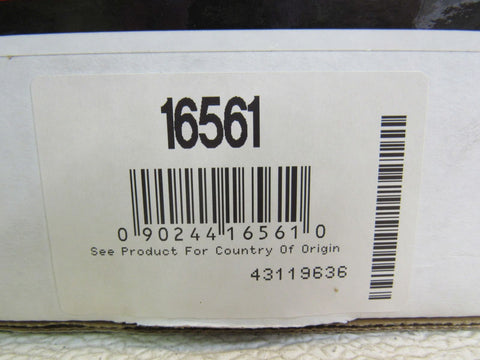 16561
0 90244 16561 0
See Product For Country Of Origin
43119636